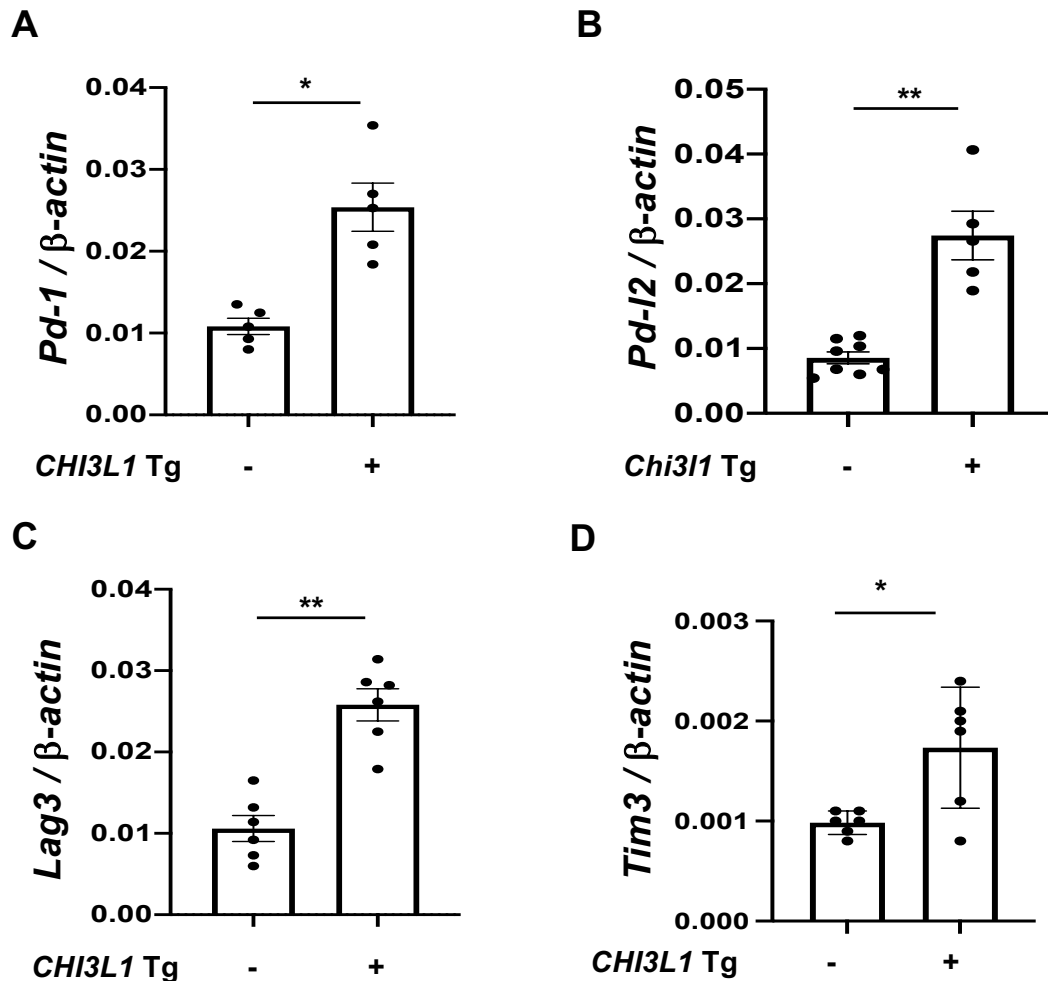 A
Pd-1 / β-actin
0.04
0.03
0.02
0.01
0.00
*
CHI3L1 Tg - +
B
Pd-l2 / β-actin
0.05
0.04
0.03
0.02
0.01
0.00
**
Chi3l1 Tg - +
C
Lag3 / β-actin
0.04
0.03
0.02
0.01
0.00
**
CHI3L1 Tg - +
D
Tim3 / β-actin
0.003
0.002
0.001
0.000
*
CHI3L1 Tg - +